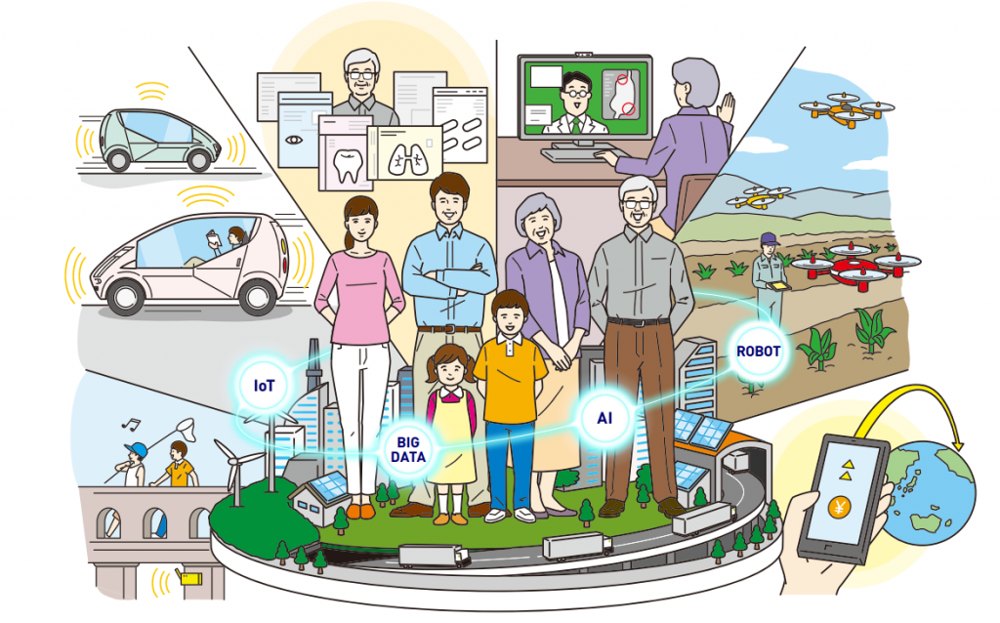 IoT
BIG
DATA
AI
ROBOT
¥